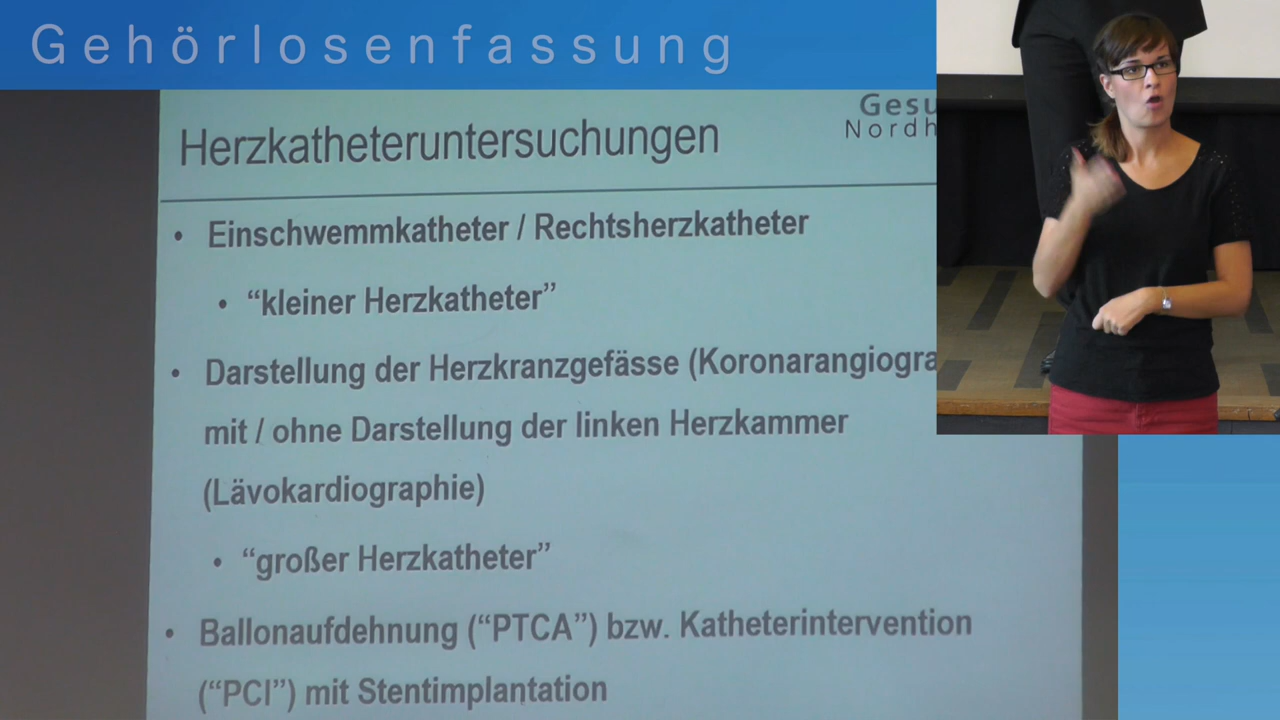 Gehörlosenfassung
Gesu
Nordh
Herzkatheteruntersuchungen
• Einschwemmkatheter / Rechtsherzkatheter
• “kleiner Herzkatheter”
• Darstellung der Herzkranzgefässe (Koronarangiogra
mit / ohne Darstellung der linken Herzkammer
(Lävokardiographie)
• “großer Herzkatheter”
• Ballonaufdehnung (“PTCA”) bzw. Katheterintervention
(“PCI”) mit Stentimplantation